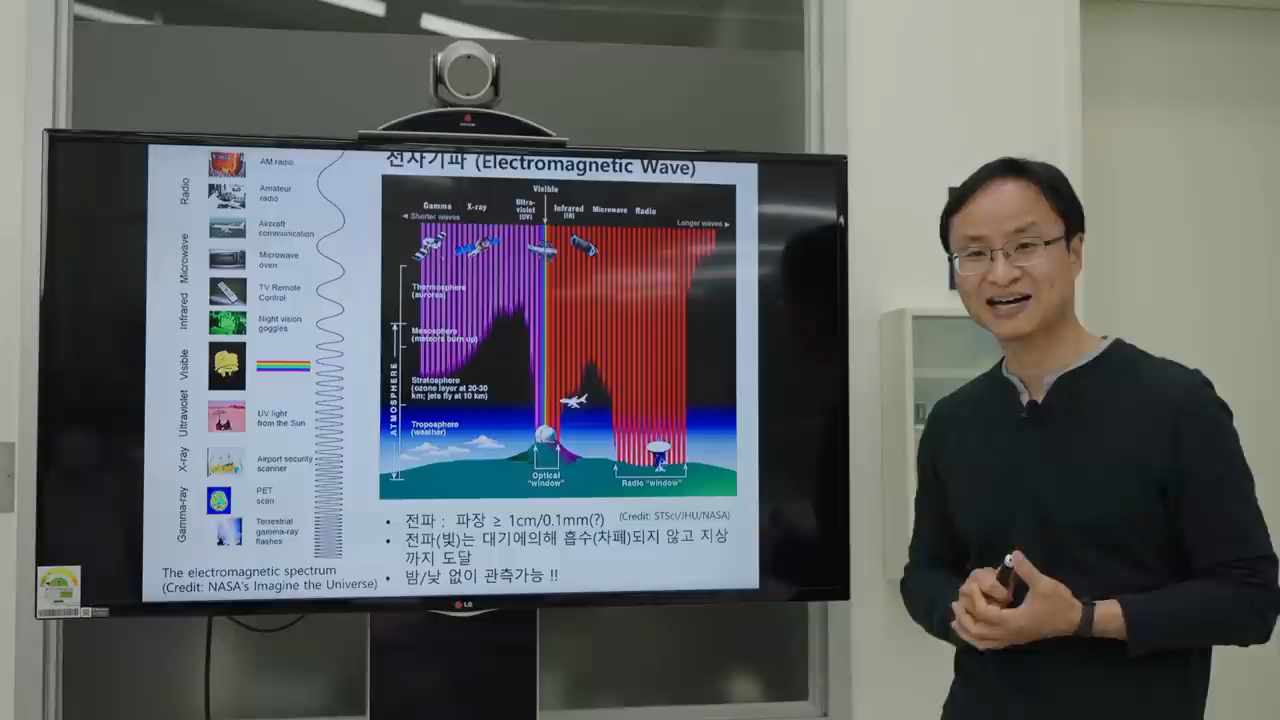 전자기파 (Electromagnetic Wave)
Radio
Microwave
Infrared
Visible
Ultraviolet
X-ray
Gamma-ray
AM radio
Amateur
radio
Aircraft
communication
Microwave
oven
TV Remote
Control
Night vision
goggles
UV light
from the Sun
Airport security
scanner
PET
scan
Terrestrial
gamma-ray
flashes
The electromagnetic spectrum
(Credit: NASA's Imagine the Universe)
Visible
Gamma X-ray Ultra-violet (UV) Infrared (IR) Microwave Radio
Shorter waves
Longer waves
ATMOSPHERE
Thermosphere
(auroras)
Mesosphere
(meteors burn up)
Stratosphere
(ozone layer at 20-30
km; jets fly at 10 km)
Troposphere
(weather)
Optical
"window"
Radio "window"
• 전파 : 파장 ≥ 1cm/0.1mm(?) (Credit: STScI/JHU/NASA)
• 전파(빛)는 대기에의해 흡수(차폐)되지 않고 지상
까지 도달
• 밤/낮 없이 관측가능 !!
LG